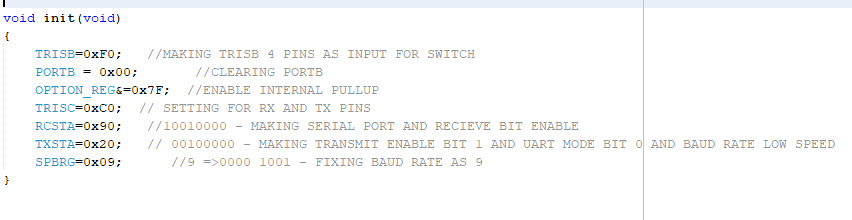 void init(void)
{
TRISB=0xF0; //MAKING TRISB 4 PINS AS INPUT FOR SWITCH
PORTB = 0x00; //CLEARING PORTB
OPTION_REG&=0x7F; //ENABLE INTERNAL PULLUP
TRISC=0xC0; // SETTING FOR RX AND TX PINS
RCSTA=0x90; //10010000 - MAKING SERIAL PORT AND RECIEVE BIT ENABLE
TXSTA=0x20; // 00100000 - MAKING TRANSMIT ENABLE BIT 1 AND UART MODE BIT 0 AND BAUD RATE LOW SPEED
SPBRG=0x09; //9 =>0000 1001 - FIXING BAUD RATE AS 9
}